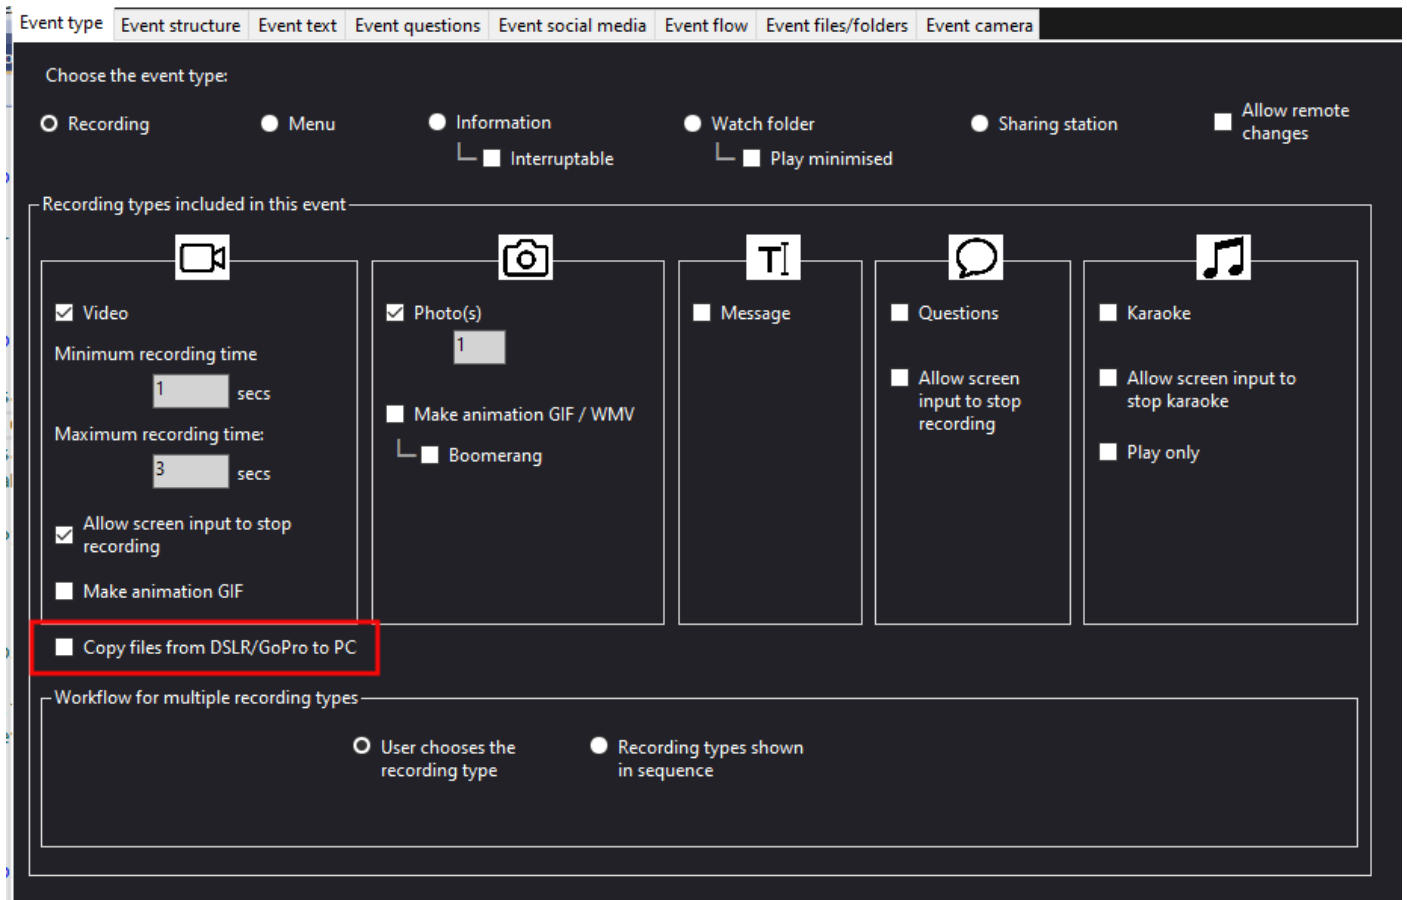 Event type Event structure Event text Event questions Event social media Event flow Event files/folders Event camera
Choose the event type:
Recording
Menu
Information
Interruptable
Watch folder
Play minimised
Sharing station
Allow remote
changes
Recording types included in this event
Video
Minimum recording time
1 secs
Maximum recording time:
3 secs
Allow screen input to stop
recording
Make animation GIF
Photo(s)
1
Make animation GIF / WMV
Boomerang
T
Message
Questions
Allow screen
input to stop
recording
Karaoke
Allow screen input to
stop karaoke
Play only
Copy files from DSLR/GoPro to PC
Workflow for multiple recording types
User chooses the
recording type
Recording types shown
in sequence